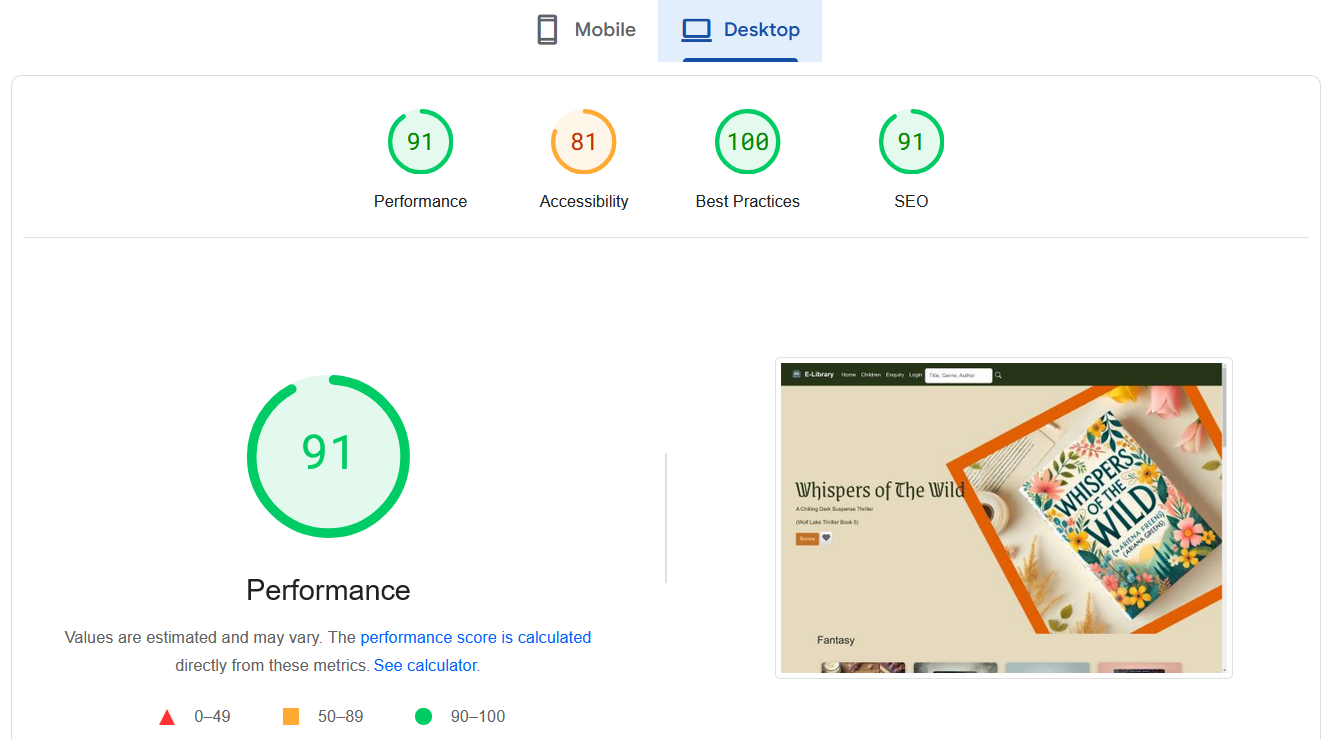 Mobile
Desktop
91
81
100
91
Performance
Accessibility
Best Practices
SEO
91
Performance
Values are estimated and may vary. The performance score is calculated
directly from these metrics. See calculator.
0–49
50–89
90–100
E-Library
Home
Children
Enquiry
Login
Title, Genre, Author
Whispers of The Wild
A Chilling Dark Suspense Thriller
(Wolf Lake Thriller Book 5)
Borrow
WHISPERS
OF THE
WILD
(ARIANA GREENS)
Fantasy